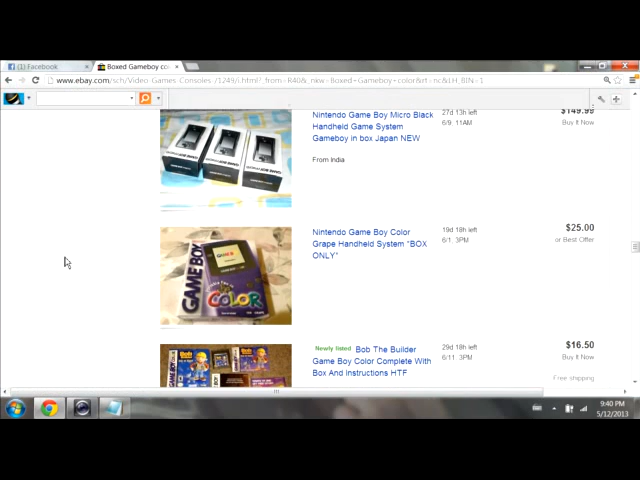 Facebook
Boxed Gameboy co
www.ebay.com/sch/Video-Games-Consoles-/1249/i.html?_from=R40&_nkw=Boxed+Gameboy+color&rt=nc&LH_BIN=1
Nintendo Game Boy Micro Black
Handheld Game System
Gameboy in box Japan NEW
From India
27d 13h left
6/9, 11AM
$149.99
Buy It Now
Nintendo Game Boy Color
Grape Handheld System "BOX
ONLY"
19d 18h left
6/1, 3PM
$25.00
or Best Offer
GAME BOY
COLOR
Newly listed Bob The Builder
Game Boy Color Complete With
Box And Instructions HTF
29d 18h left
6/11, 3PM
$16.50
Buy It Now
Free shipping
9:40 PM
5/12/2013